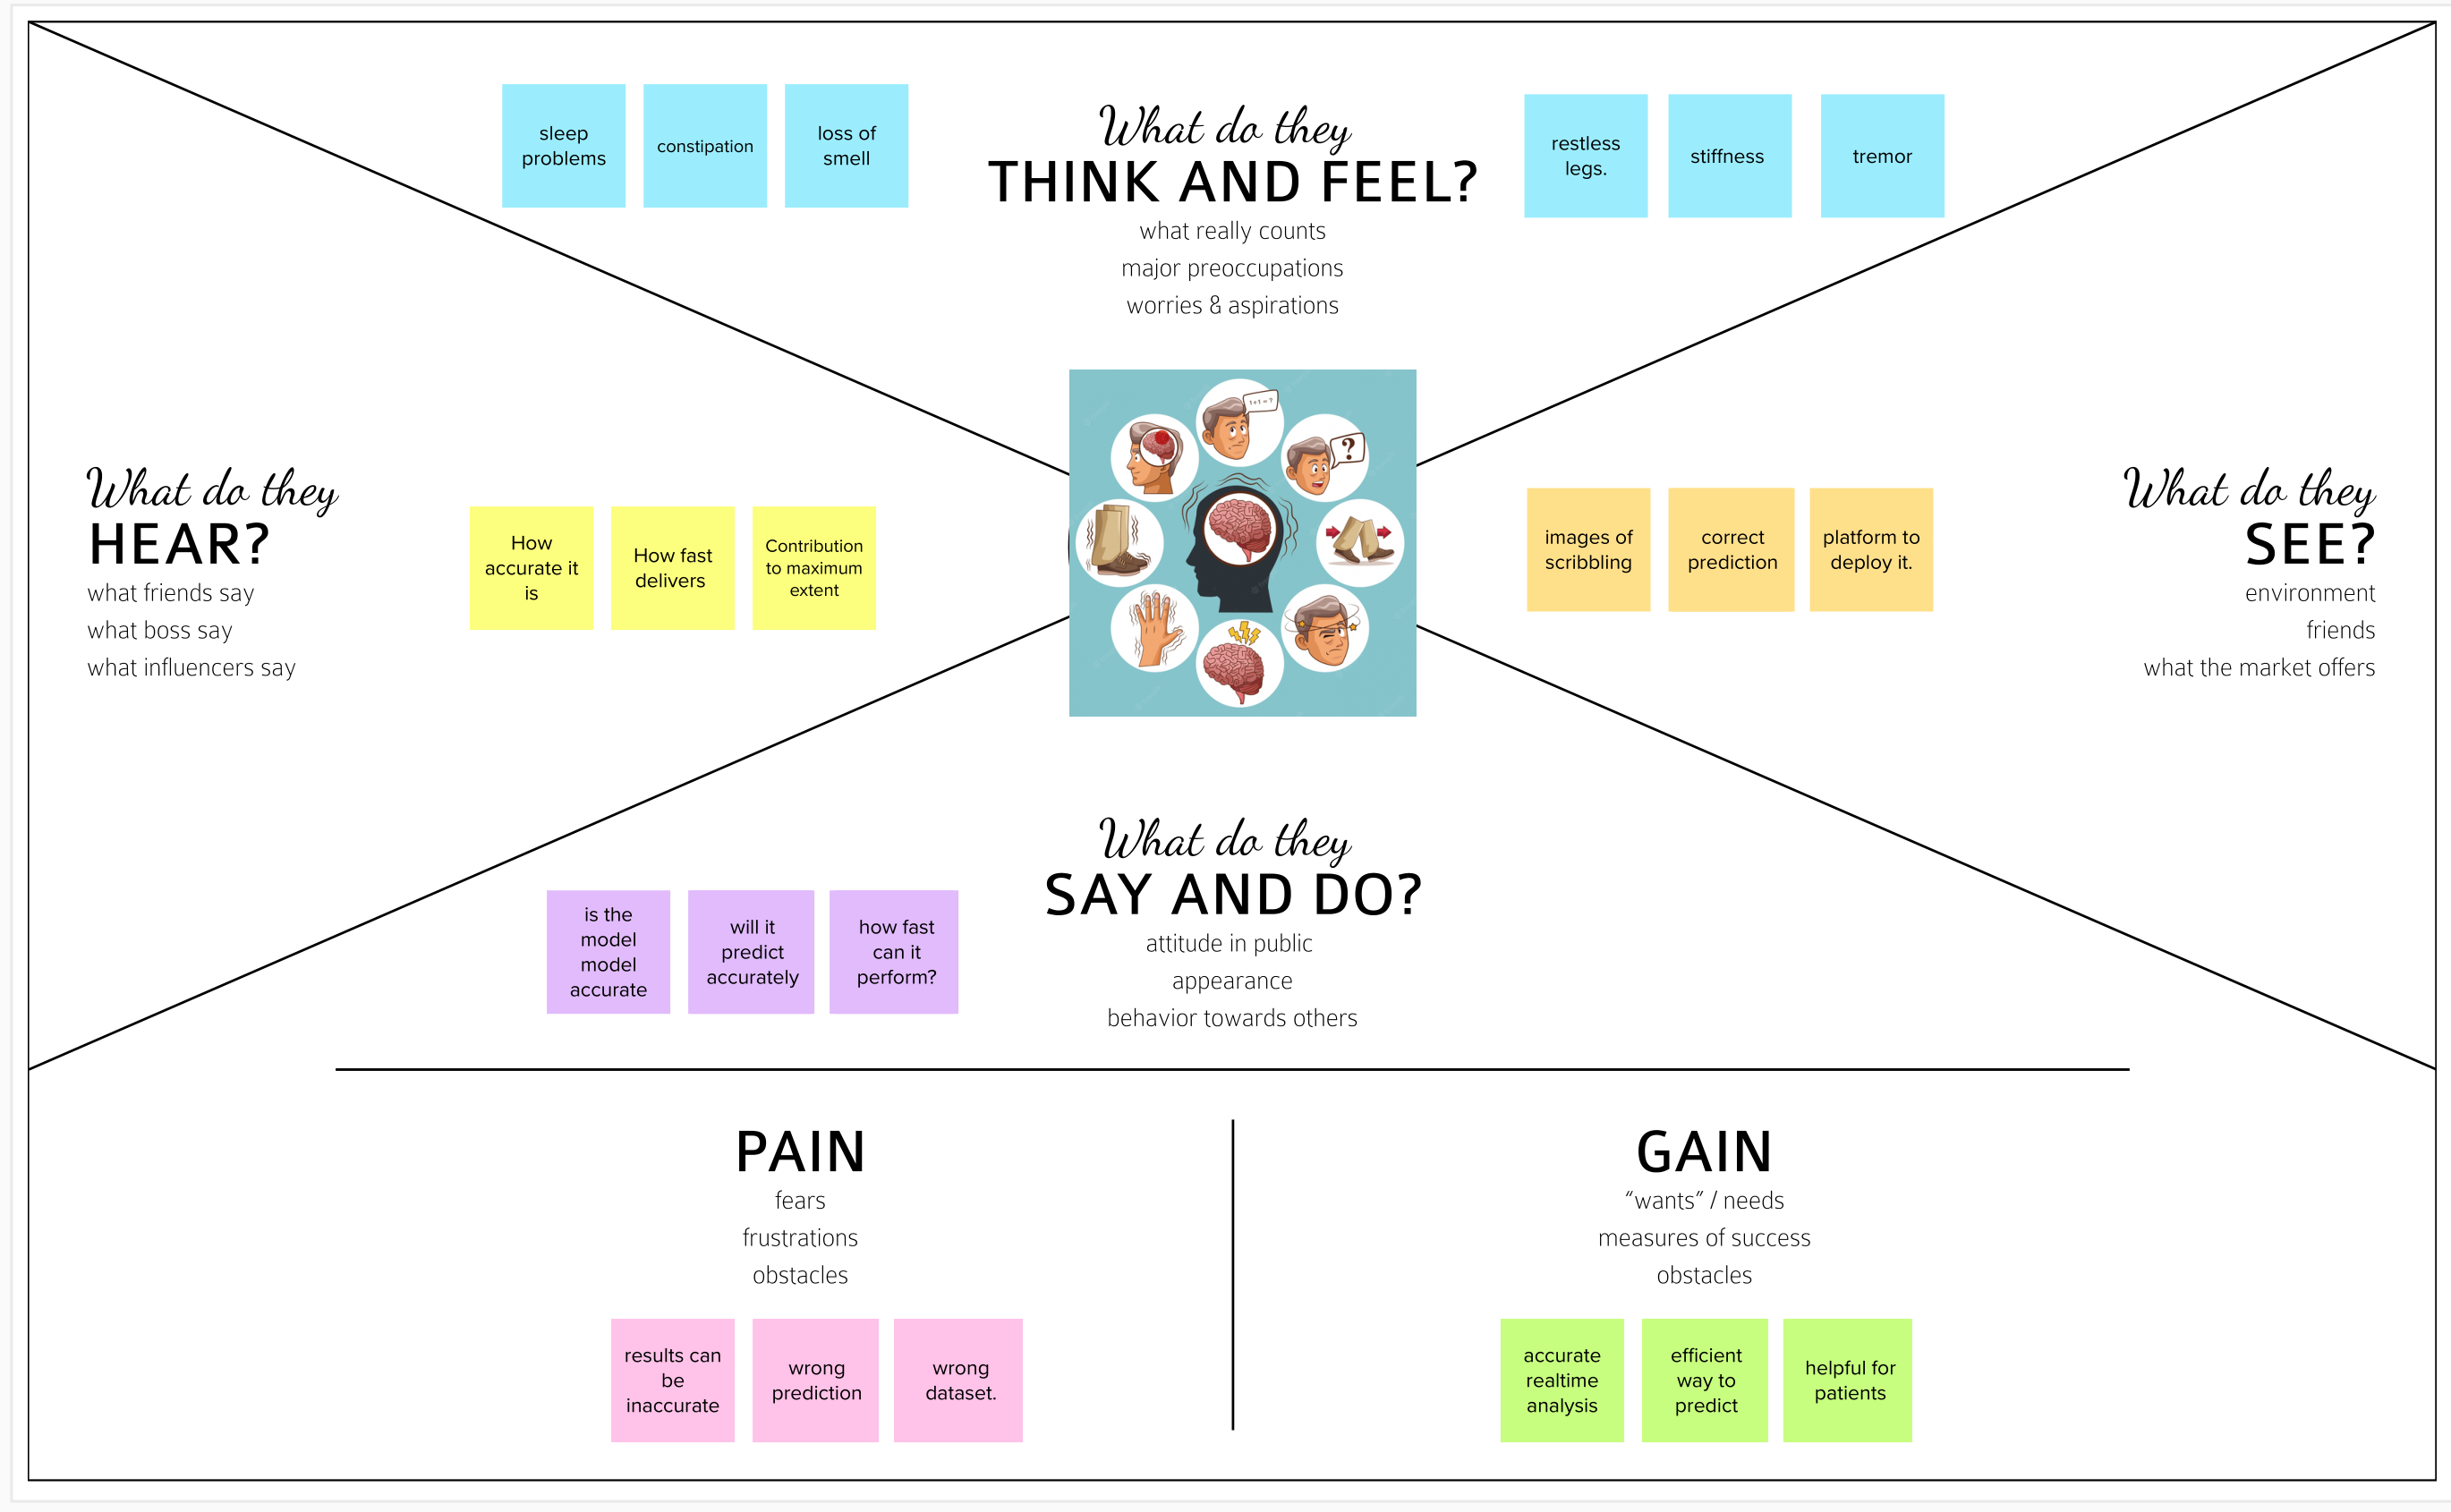 sleep
problems
constipation
loss of
smell
What do they
THINK AND FEEL?
what really counts
major preoccupations
worries & aspirations
restless
legs.
stiffness
tremor
What do they
HEAR?
what friends say
what boss say
what influencers say
How
accurate it
is
How fast
delivers
Contribution
to maximum
extent
1+1 = ?
?
images of
scribbling
correct
prediction
platform to
deploy it.
What do they
SEE?
environment
friends
what the market offers
is the
model
model
accurate
will it
predict
accurately
how fast
can it
perform?
What do they
SAY AND DO?
attitude in public
appearance
behavior towards others
PAIN
fears
frustrations
obstacles
results can
be
inaccurate
wrong
prediction
wrong
dataset.
GAIN
“wants” / needs
measures of success
obstacles
accurate
realtime
analysis
efficient
way to
predict
helpful for
patients